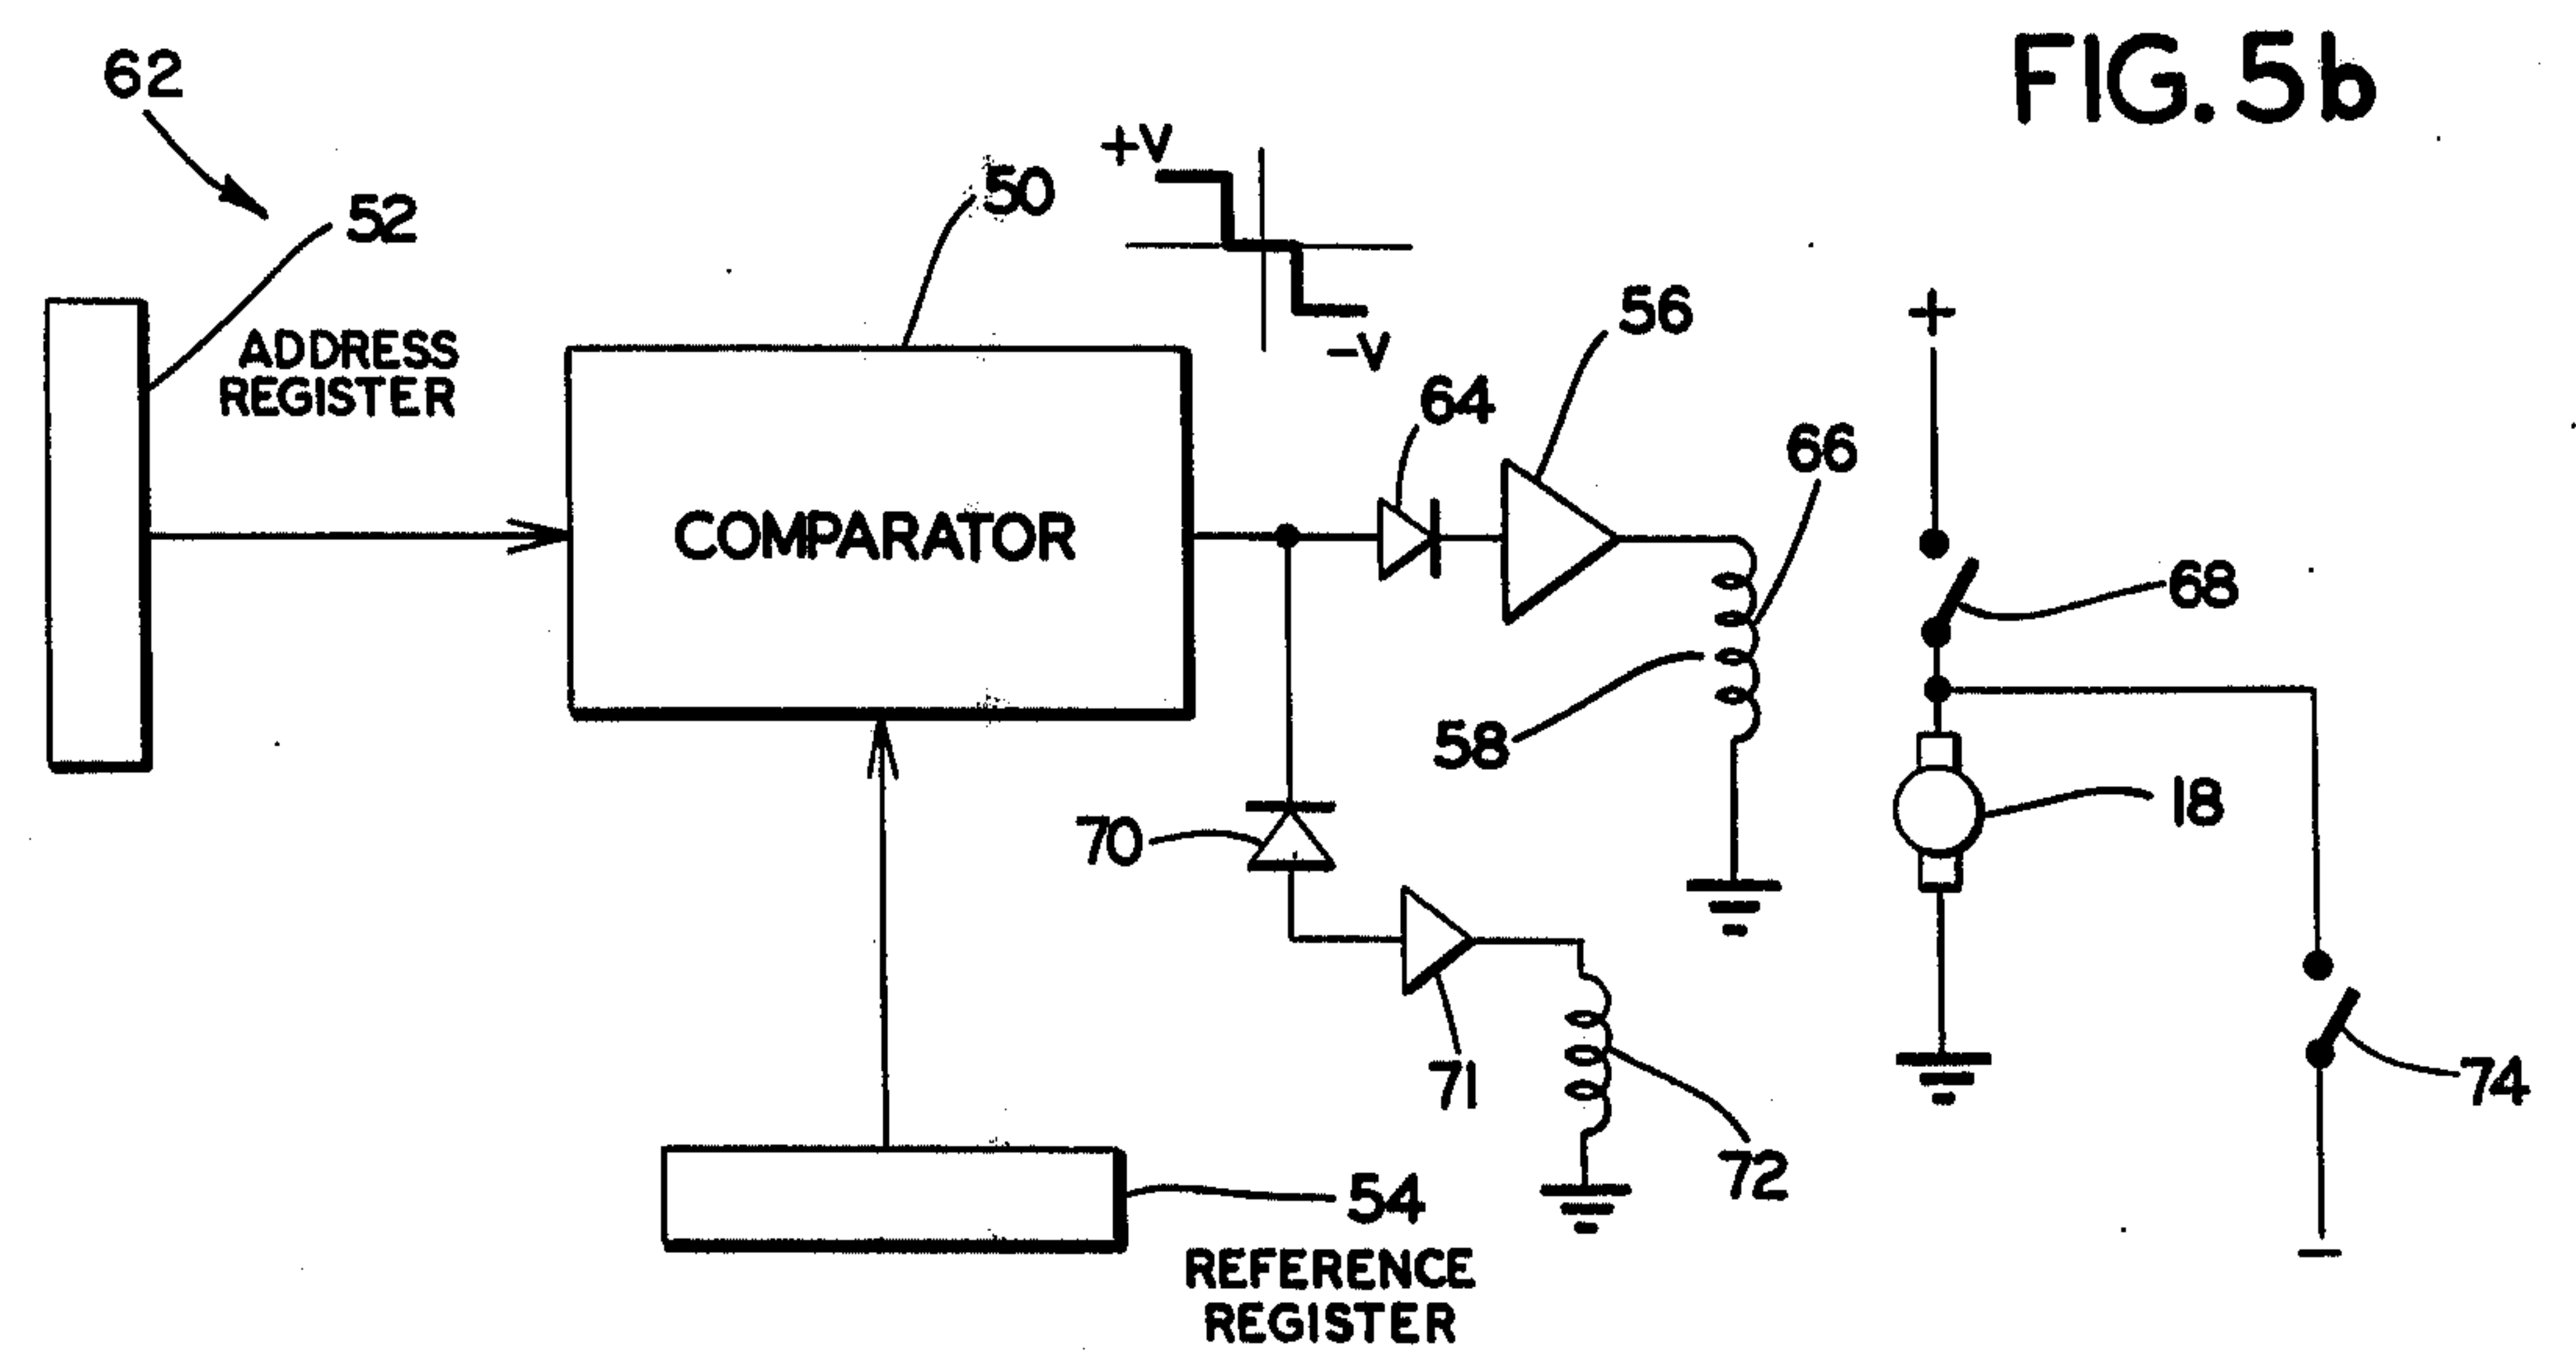 FIG. 5b
62
52
ADDRESS
REGISTER
50
+V
-V
COMPARATOR
64
56
66
58
+
68
18
70
71
72
74
−
54
REFERENCE
REGISTER